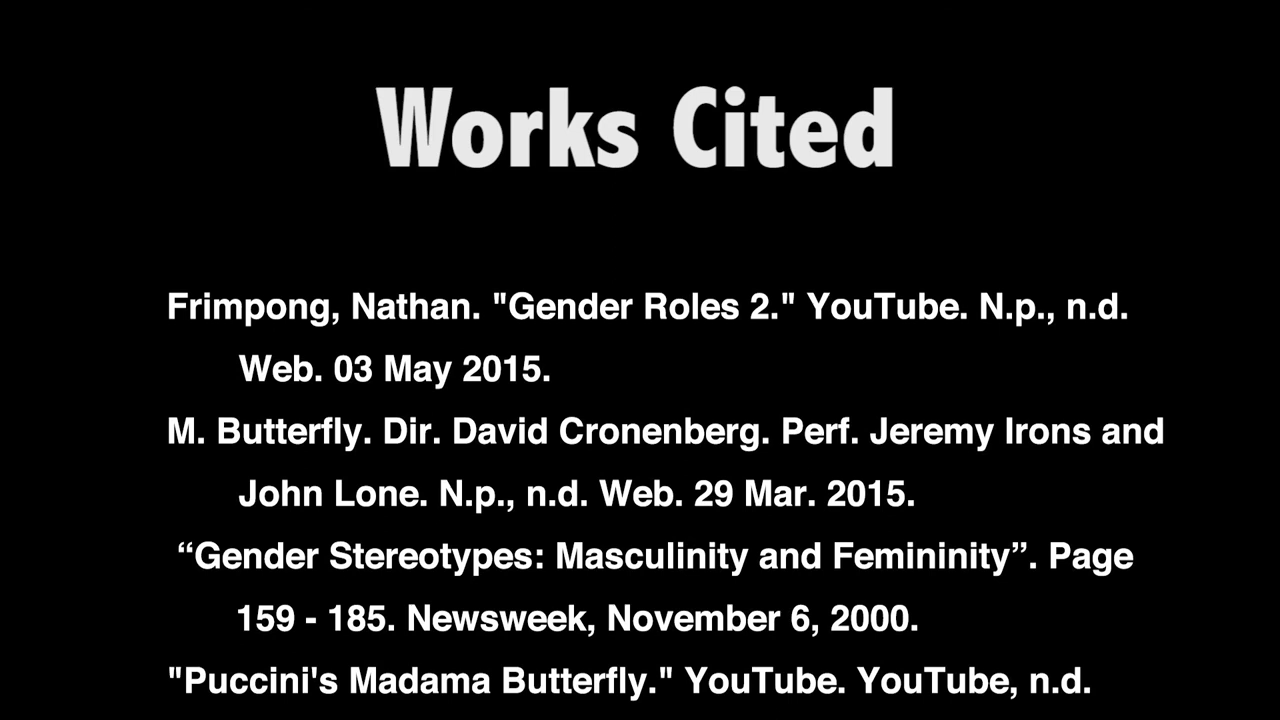 Works Cited
Frimpong, Nathan. "Gender Roles 2." YouTube. N.p., n.d.
Web. 03 May 2015.
M. Butterfly. Dir. David Cronenberg. Perf. Jeremy Irons and
John Lone. N.p., n.d. Web. 29 Mar. 2015.
“Gender Stereotypes: Masculinity and Femininity”. Page
159 - 185. Newsweek, November 6, 2000.
"Puccini's Madama Butterfly." YouTube. YouTube, n.d.